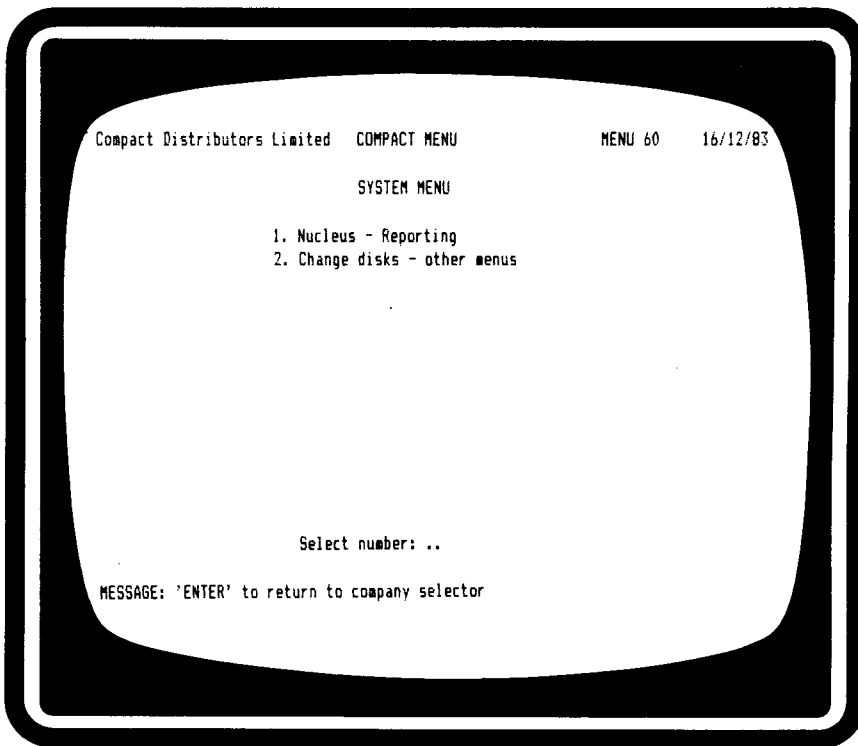 Compact Distributors Limited COMPACT MENU MENU 60 16/12/83
SYSTEM MENU
1. Nucleus - Reporting
2. Change disks - other menus
Select number: ..
MESSAGE: 'ENTER' to return to company selector